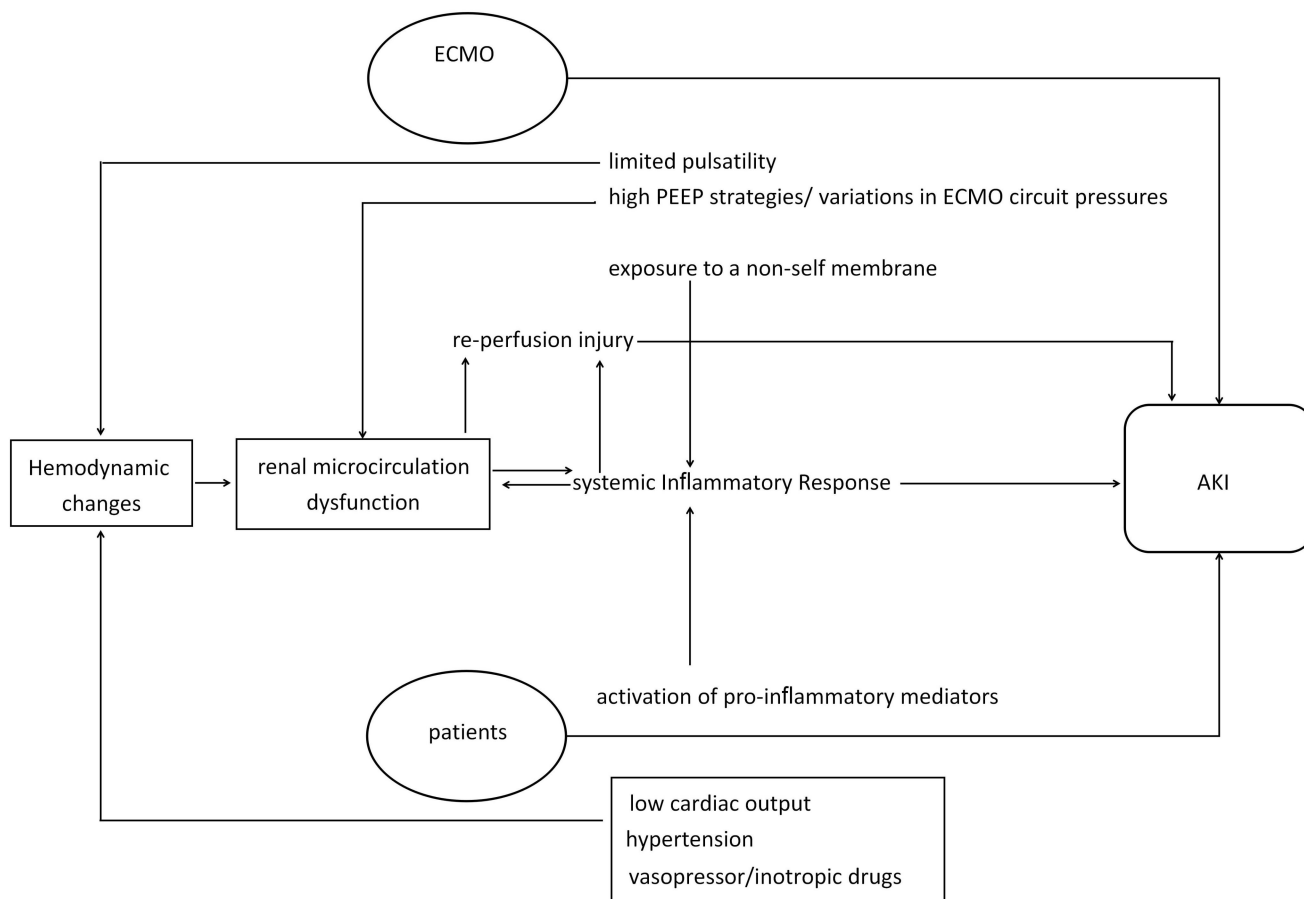 ECMO
limited pulsatility
high PEEP strategies/ variations in ECMO circuit pressures
exposure to a non-self membrane
re-perfusion injury
Hemodynamic
changes
renal microcirculation
dysfunction
systemic Inflammatory Response
AKI
activation of pro-inflammatory mediators
patients
low cardiac output
hypertension
vasopressor/inotropic drugs